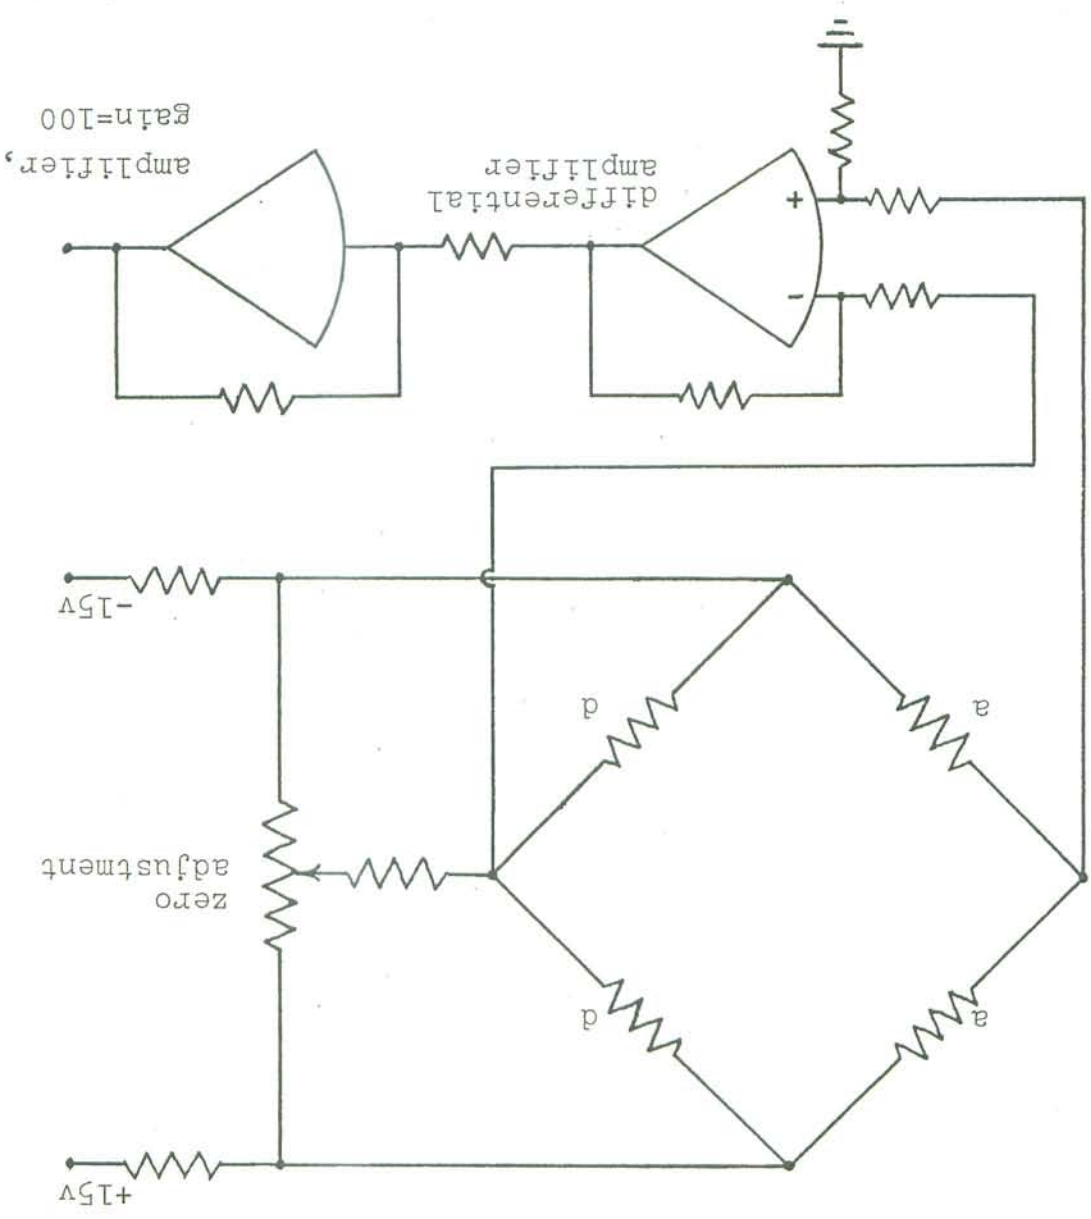 +15v
a
d
zero
adjustment
a
d
-15v
-
+
differential
amplifier
amplifier,
gain=100